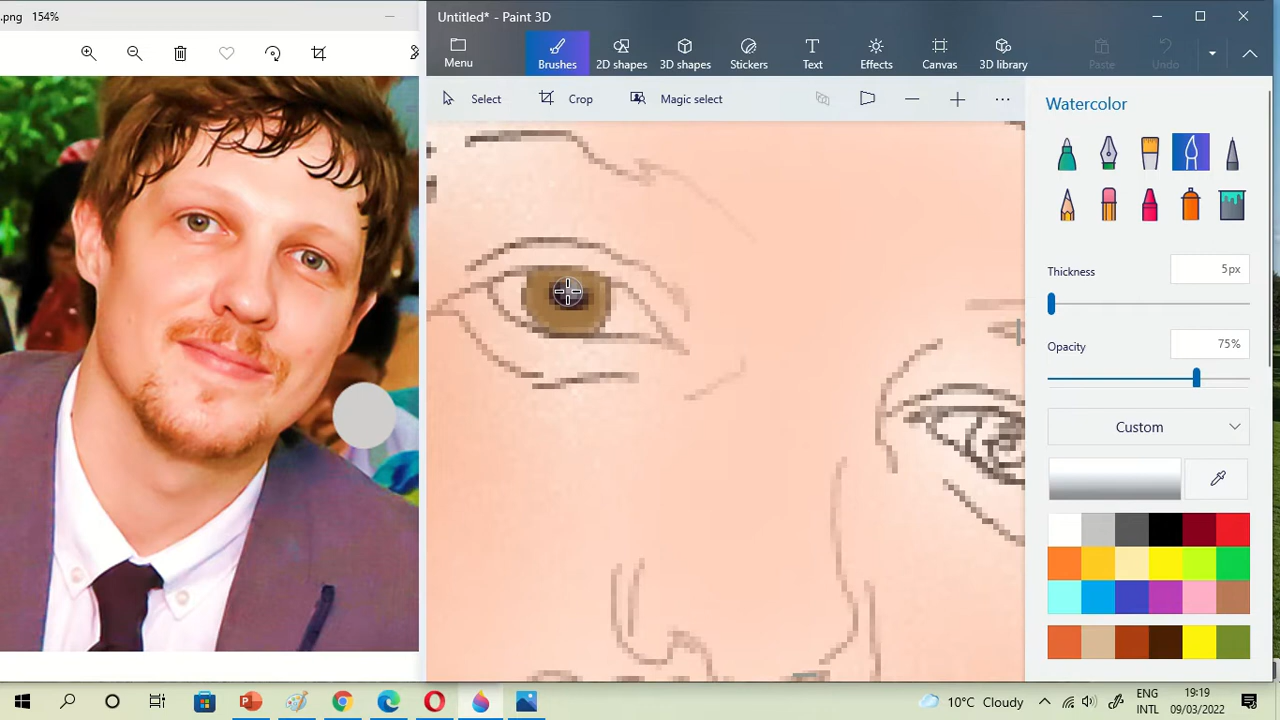 .png 154%
Untitled* - Paint 3D
Menu
Brushes
2D shapes
3D shapes
Stickers
Text
Effects
Canvas
3D library
Paste
Undo
Select
Crop
Magic select
Watercolor
Thickness
5px
Opacity
75%
Custom
10°C Cloudy
ENG
INTL
19:19
09/03/2022